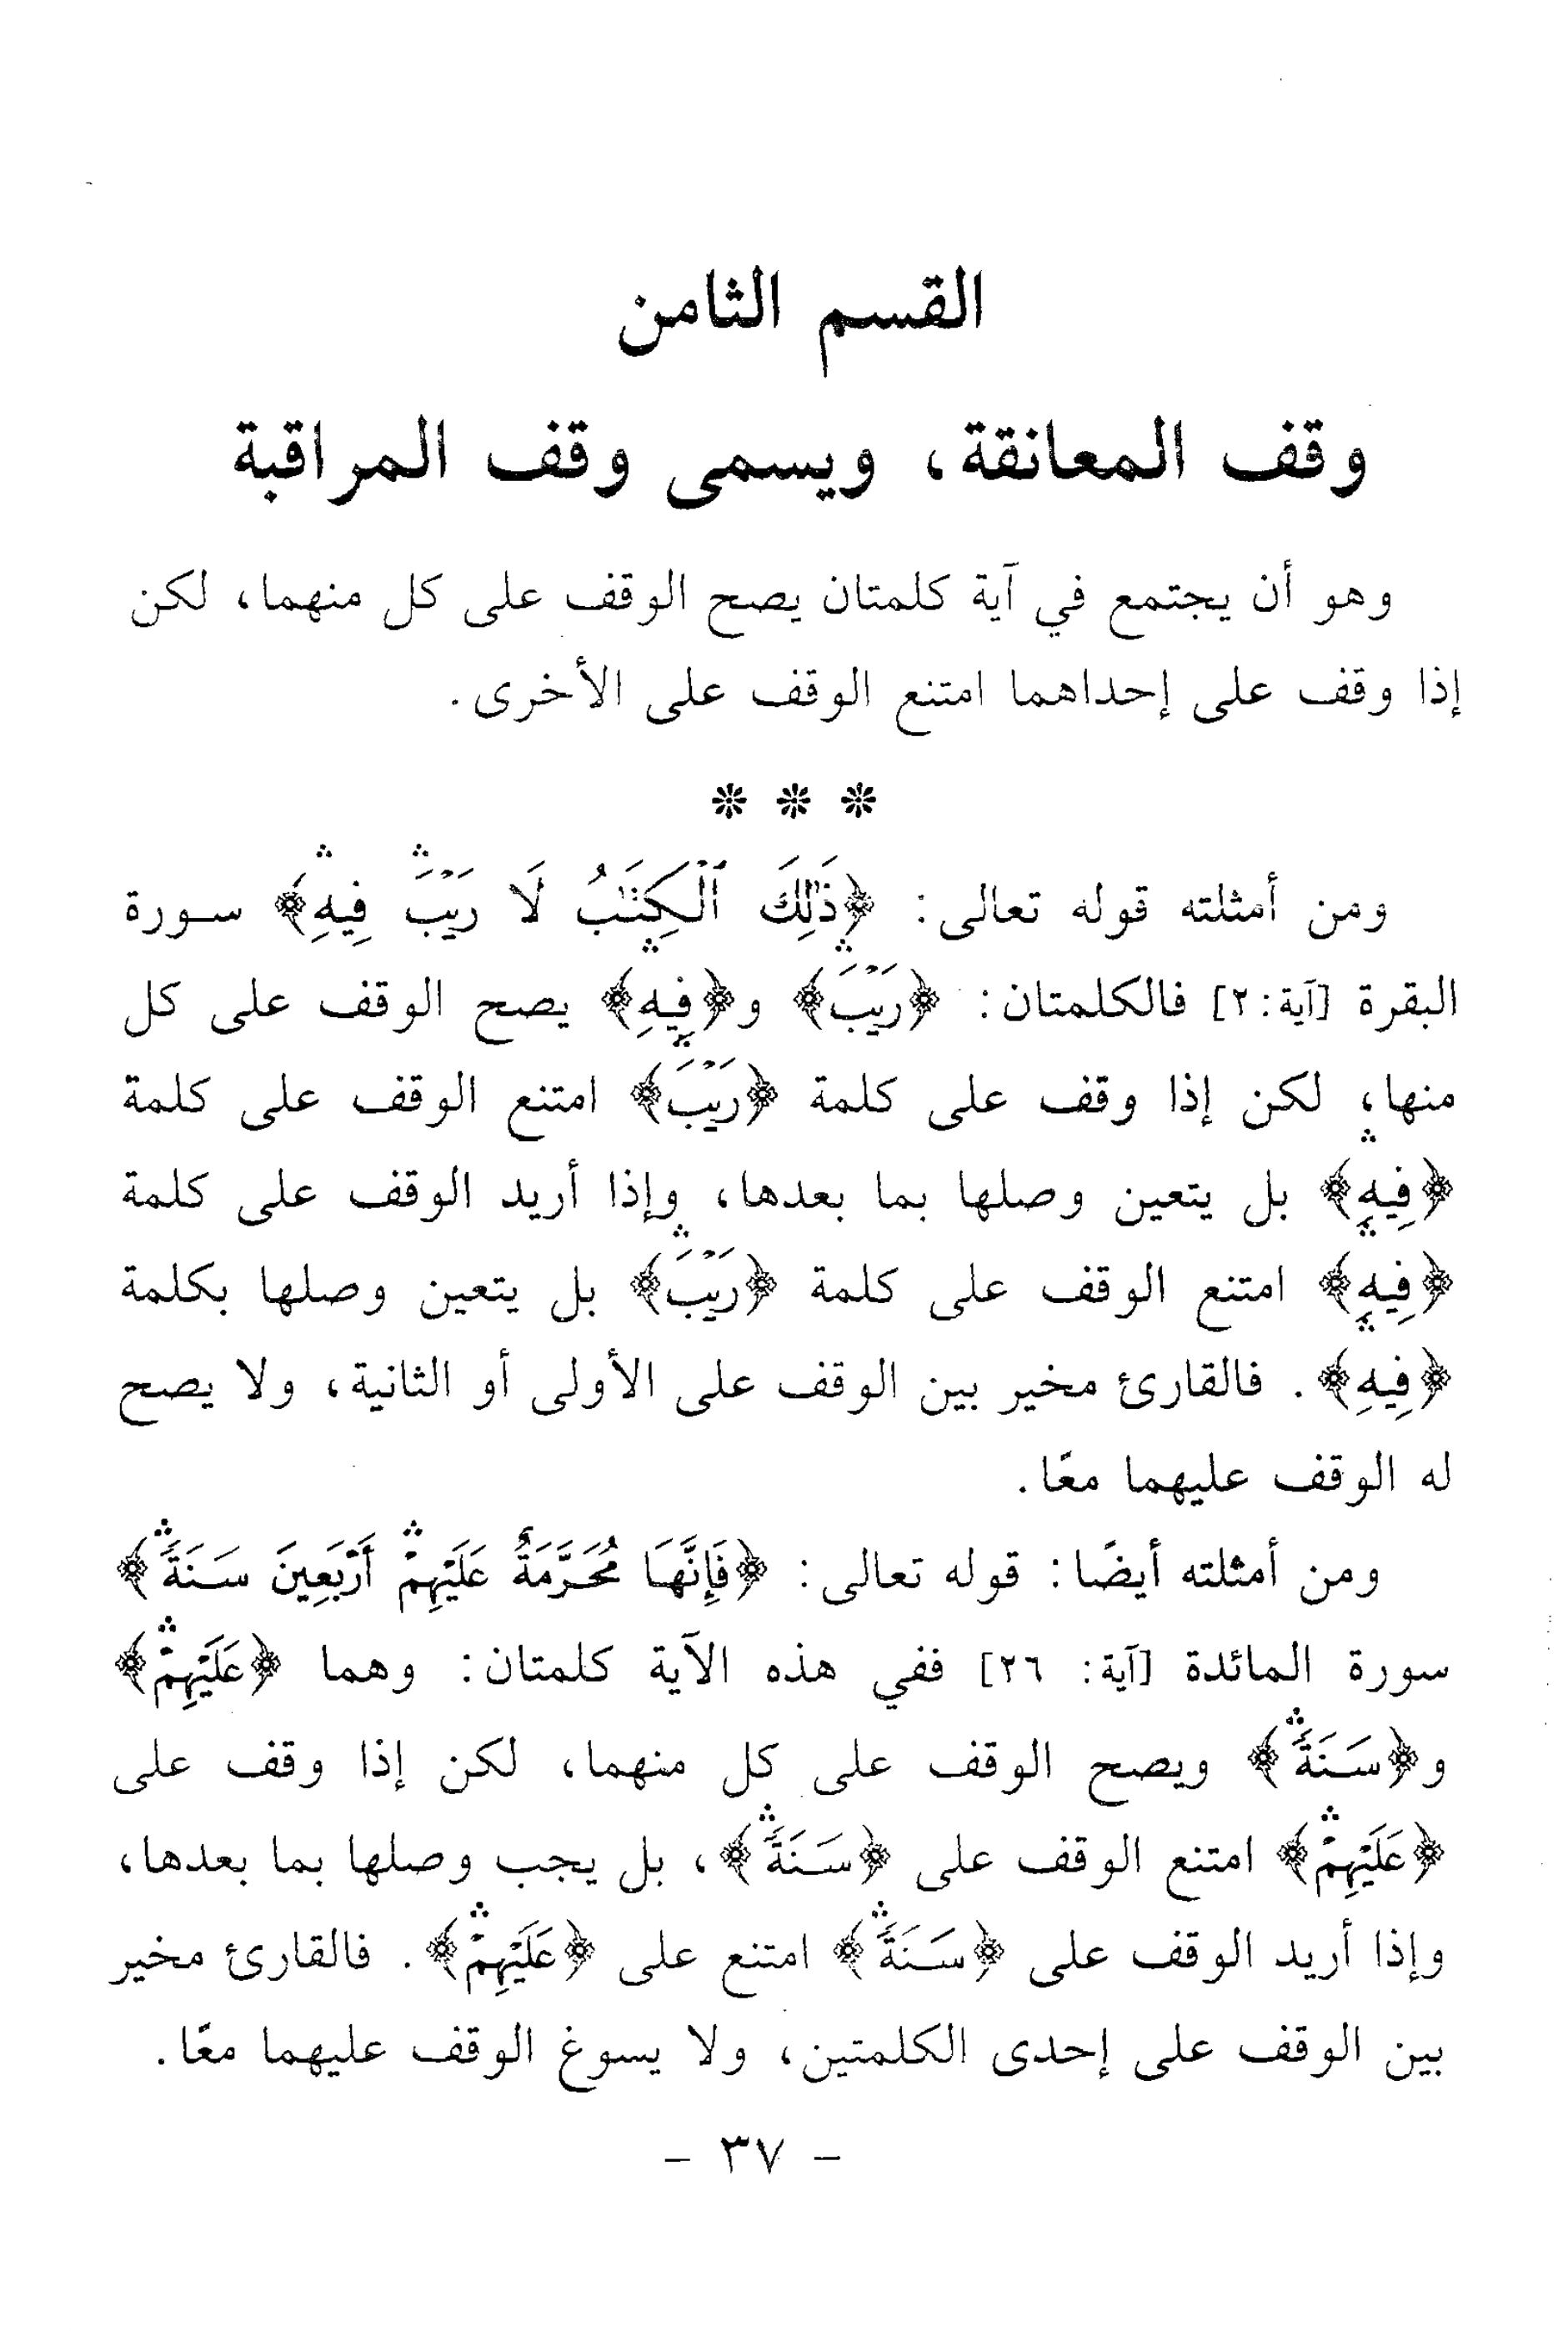 القسم الثامن
وقف المعانقة، ويسمى وقف المراقبة
وهو أن يجتمع في آية كلمتان يصح الوقف على كل منهما، لكن
إذا وقف على إحداهما امتنع الوقف على الأخرى.
* * *
ومن أمثلته قوله تعالى: ﴿ذَٰلِكَ ٱلْكِتَٰبُ لَا رَيْبَ ۛ فِيهِ ۛ﴾ سورة
البقرة [آية:٢] فالكلمتان: ﴿رَيْبَ ۛ﴾ و﴿فِيهِ ۛ﴾ يصح الوقف على كل
منها، لكن إذا وقف على كلمة ﴿رَيْبَ﴾ امتنع الوقف على كلمة
﴿فِيهِ ۛ﴾ بل يتعين وصلها بما بعدها، وإذا أريد الوقف على كلمة
﴿فِيهِ ۛ﴾ امتنع الوقف على كلمة ﴿رَيْبَ ۛ﴾ بل يتعين وصلها بكلمة
﴿فِيهِ ۛ﴾. فالقارئ مخير بين الوقف على الأولى أو الثانية، ولا يصح
له الوقف عليهما معًا.
ومن أمثلته أيضًا: قوله تعالى: ﴿فَإِنَّهَا مُحَرَّمَةٌ عَلَيْهِمْ ۛ أَرْبَعِينَ سَنَةً ۛ﴾
سورة المائدة [آية: ٢٦] ففي هذه الآية كلمتان: وهما ﴿عَلَيْهِمْ ۛ﴾
و﴿سَنَةً ۛ﴾ ويصح الوقف على كل منهما، لكن إذا وقف على
﴿عَلَيْهِمْ ۛ﴾ امتنع الوقف على ﴿سَنَةً ۛ﴾، بل يجب وصلها بما بعدها،
وإذا أريد الوقف على ﴿سَنَةً ۛ﴾ امتنع على ﴿عَلَيْهِمْ ۛ﴾. فالقارئ مخير
بين الوقف على إحدى الكلمتين، ولا يسوغ الوقف عليهما معًا.
- ٣٧ -